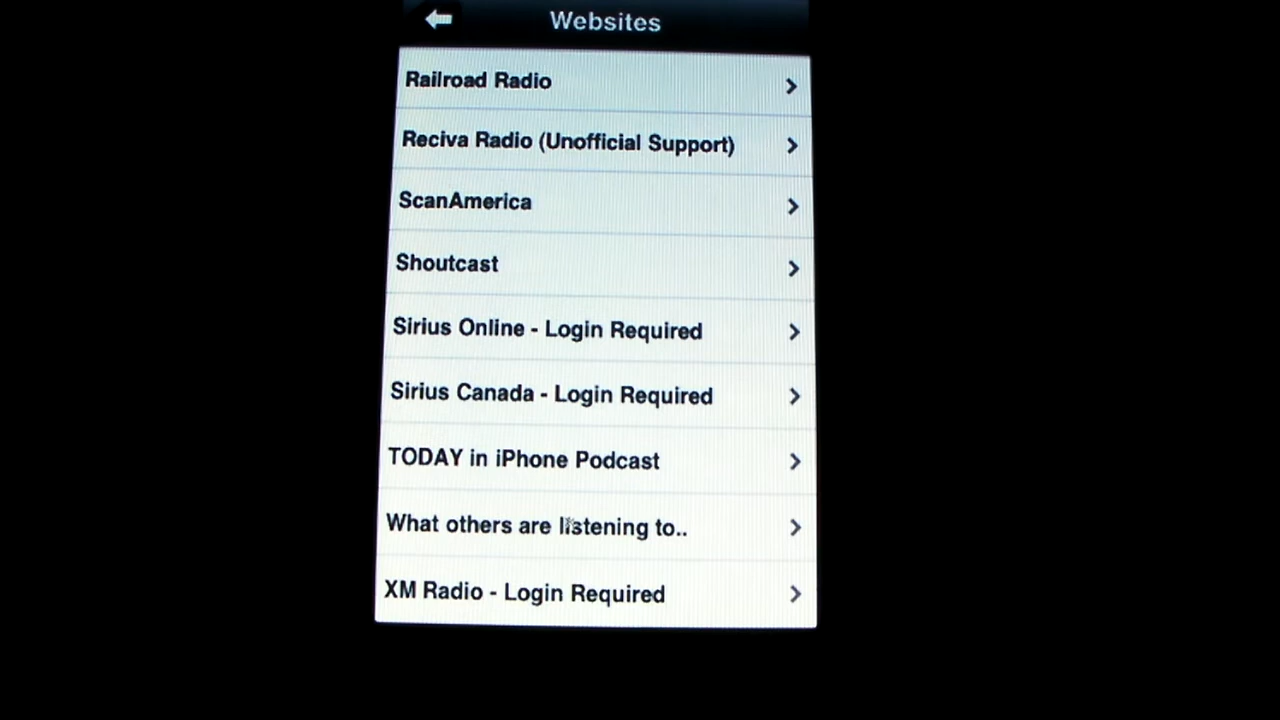 Websites
Railroad Radio
Reciva Radio (Unofficial Support)
ScanAmerica
Shoutcast
Sirius Online - Login Required
Sirius Canada - Login Required
TODAY in iPhone Podcast
What others are listening to..
XM Radio - Login Required